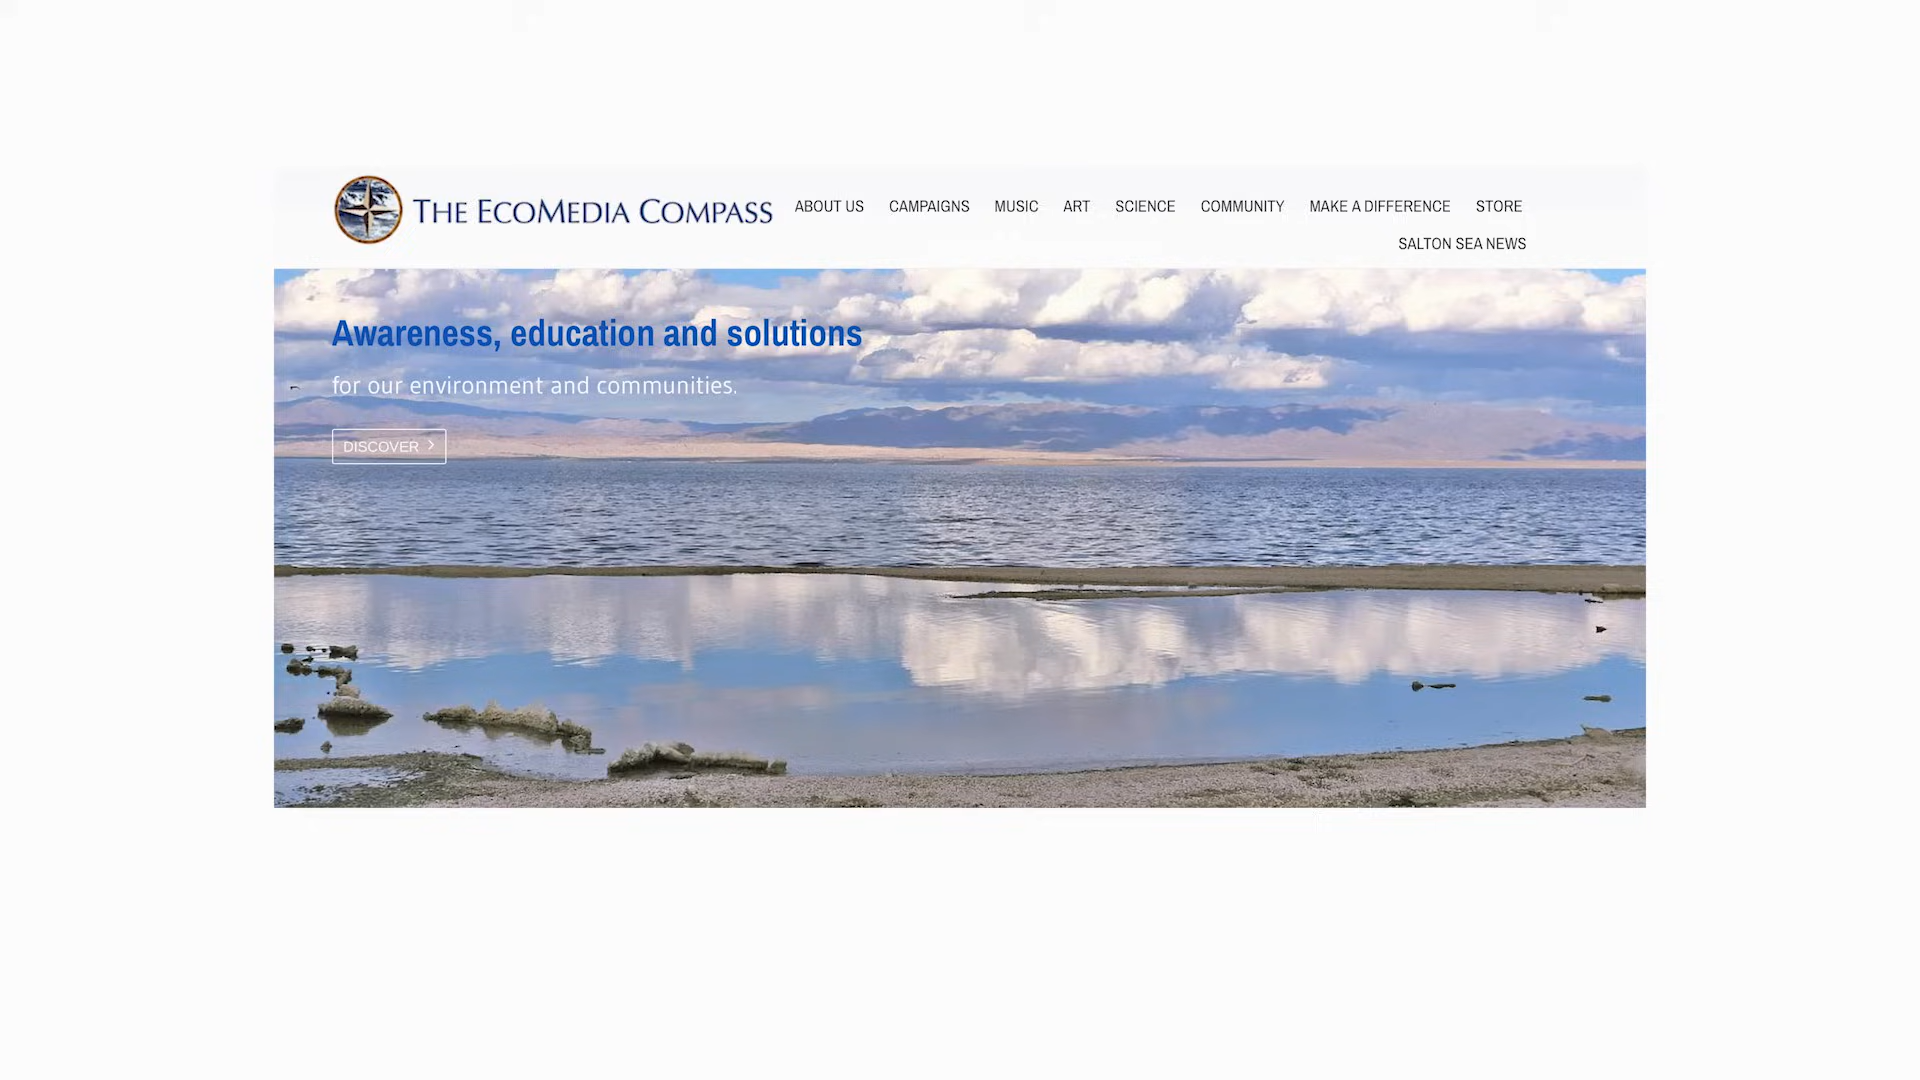 THE ECOMEDIA COMPASS
ABOUT US CAMPAIGNS MUSIC ART SCIENCE COMMUNITY MAKE A DIFFERENCE STORE
SALTON SEA NEWS
Awareness, education and solutions
for our environment and communities.
DISCOVER